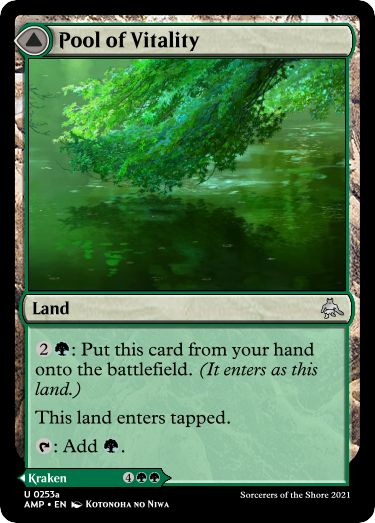 Pool of Vitality
Land
2 : Put this card from your hand
onto the battlefield. (It enters as this
land.)
This land enters tapped.
: Add .
Kraken 4
U 0253a
AMP • EN Kotonoha no Niwa
Sorcerers of the Shore 2021